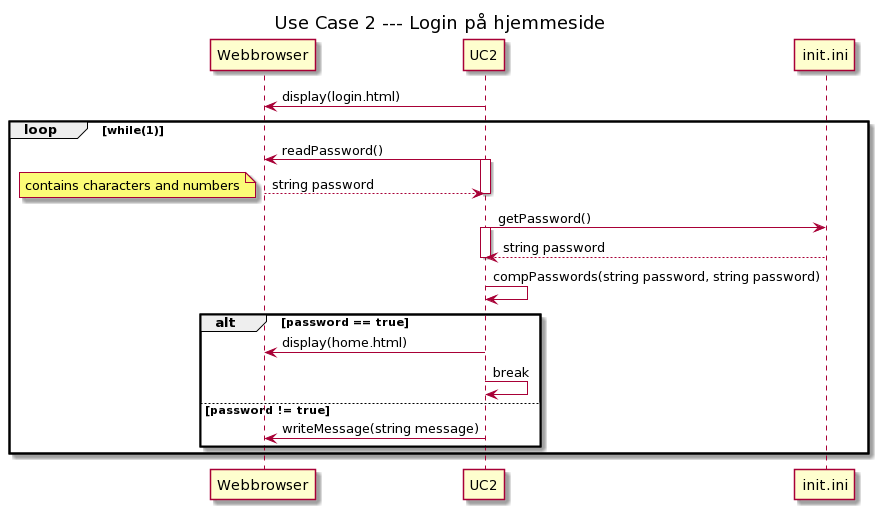 Use Case 2 --- Login på hjemmeside
Webbrowser
UC2
init.ini
display(login.html)
loop
[while(1)]
readPassword()
contains characters and numbers
string password
getPassword()
string password
compPasswords(string password, string password)
alt
[password == true]
display(home.html)
break
[password != true]
writeMessage(string message)
Webbrowser
UC2
init.ini